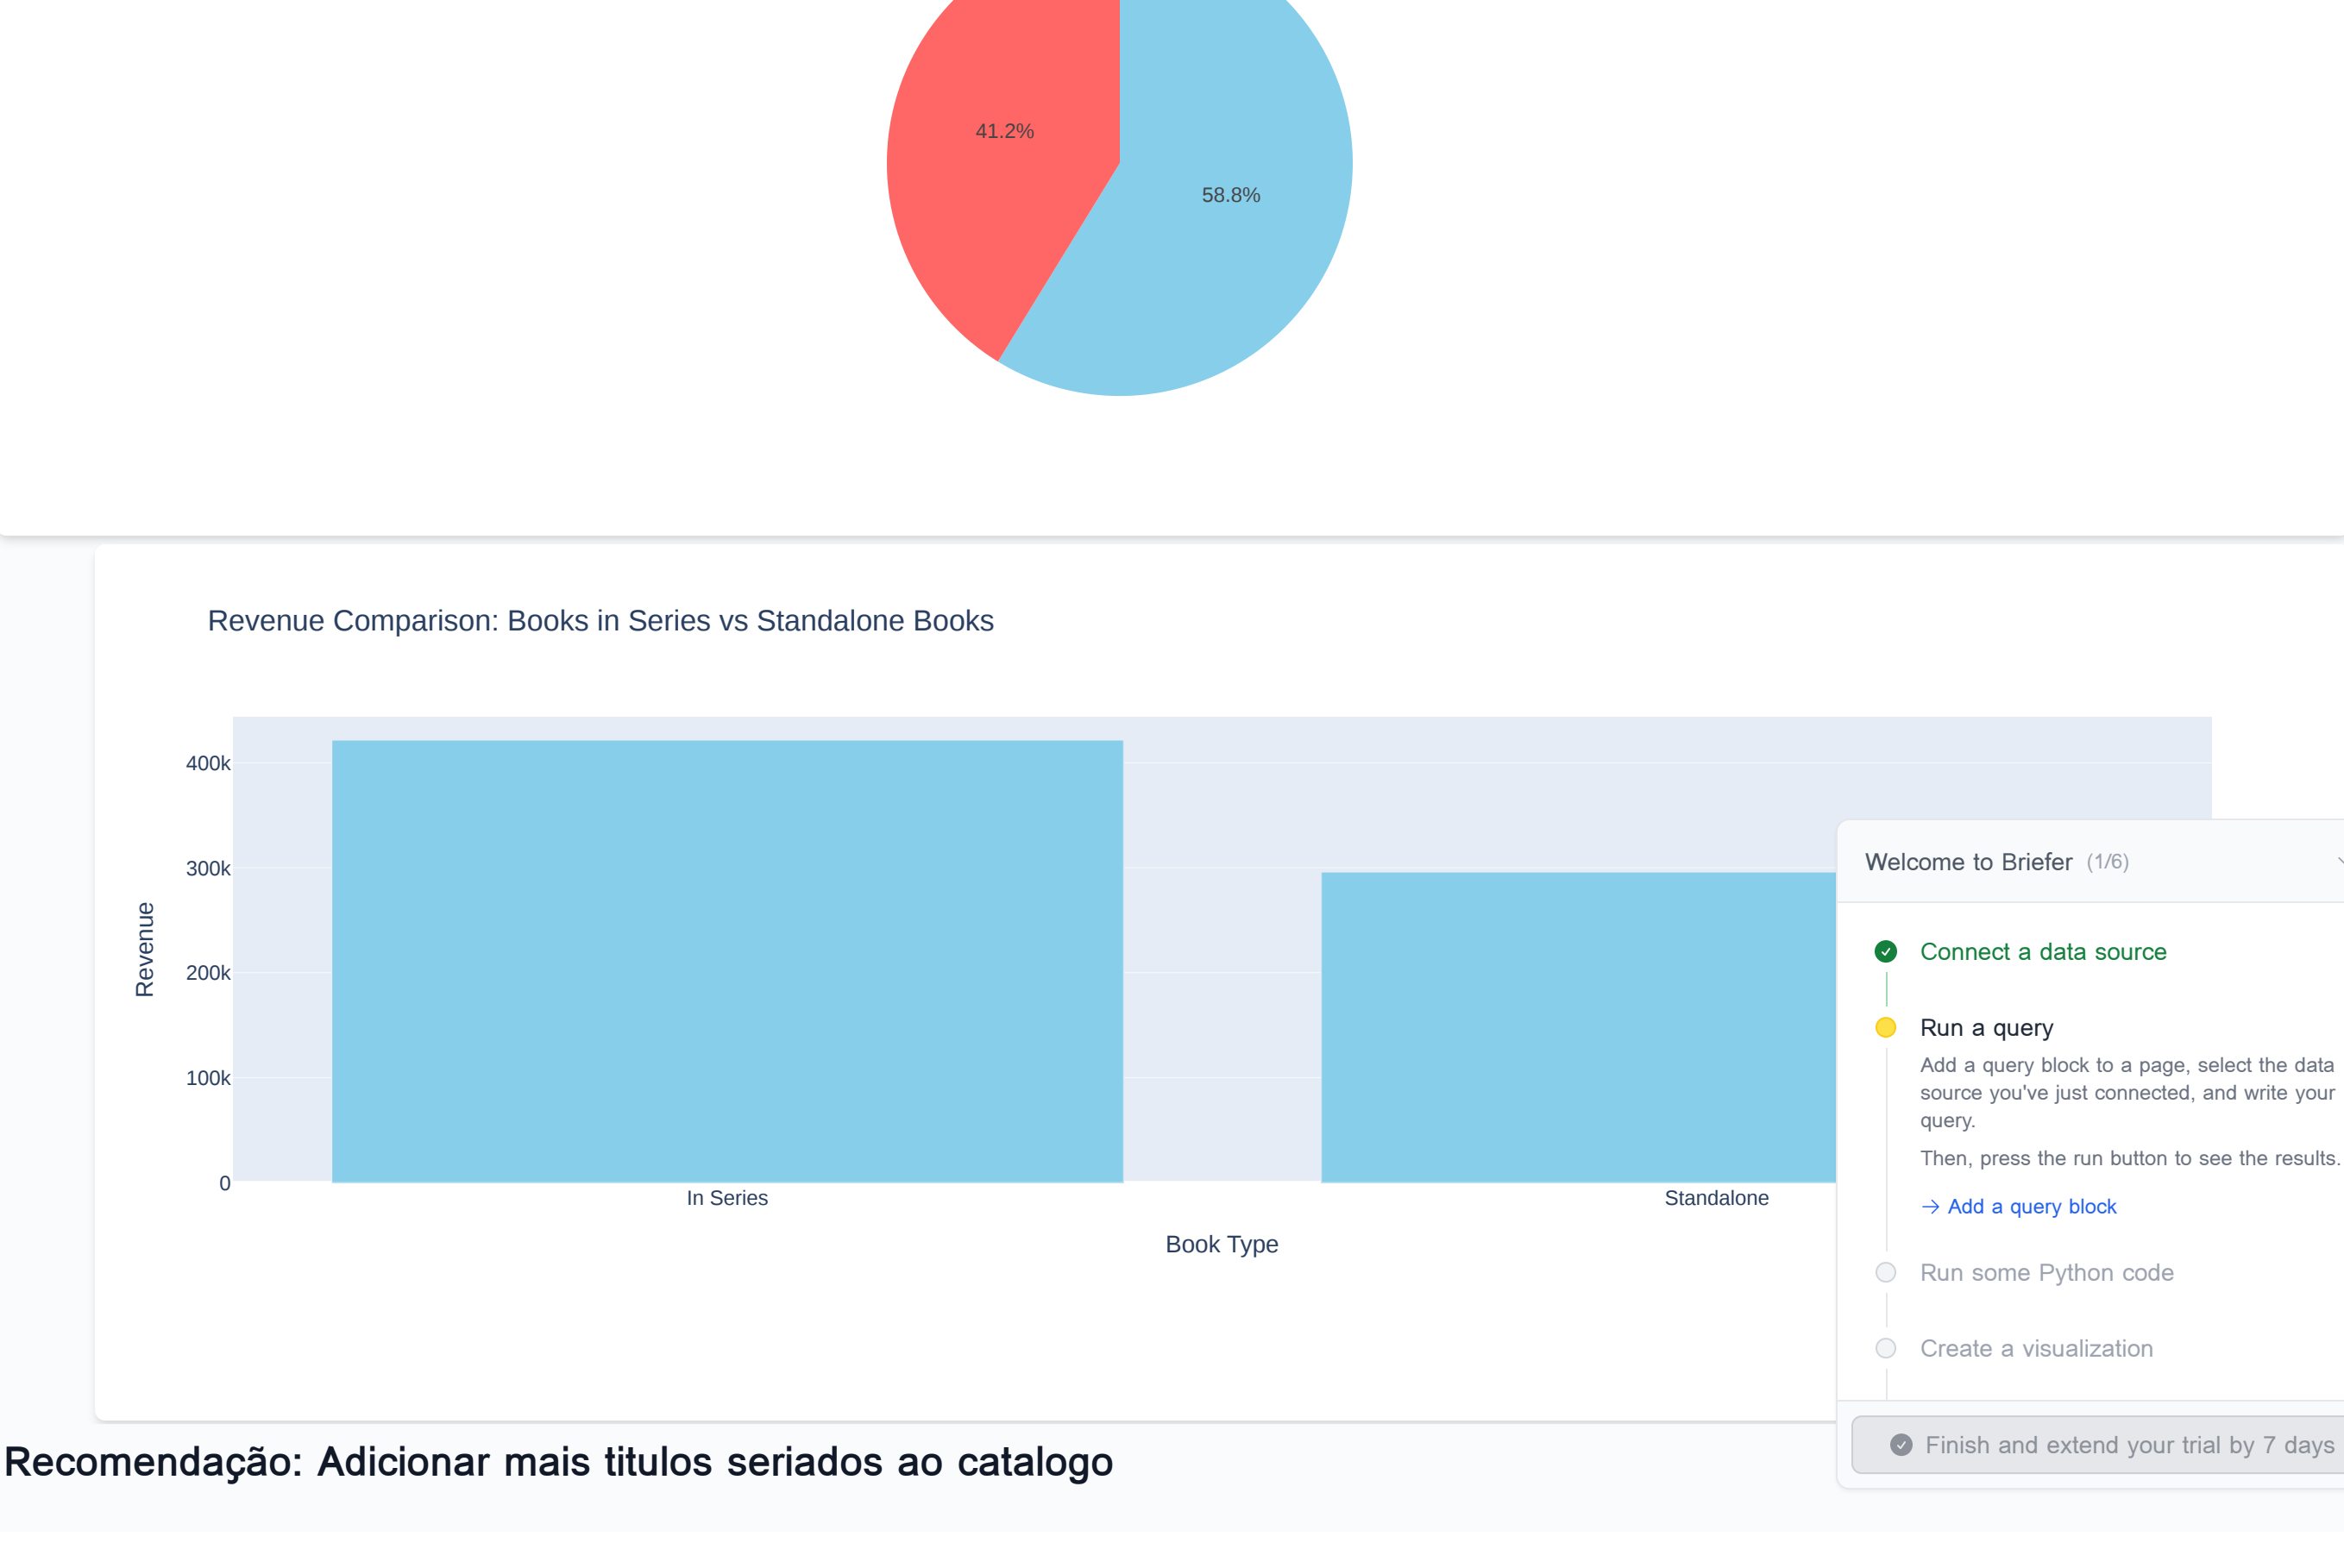 41.2%
58.8%
Revenue Comparison: Books in Series vs Standalone Books
400k
300k
200k
100k
0
Revenue
In Series
Standalone
Book Type
Welcome to Briefer (1/6)
Connect a data source
Run a query
Add a query block to a page, select the data
source you've just connected, and write your
query.
Then, press the run button to see the results.
→ Add a query block
Run some Python code
Create a visualization
Finish and extend your trial by 7 days
Recomendação: Adicionar mais titulos seriados ao catalogo